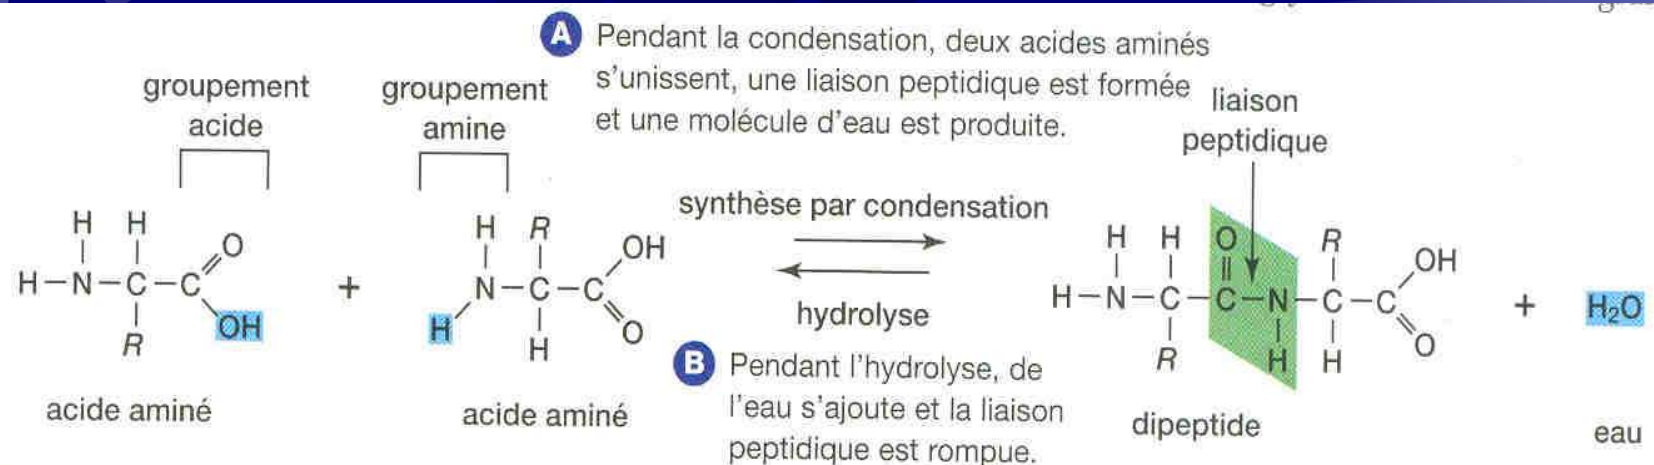 A Pendant la condensation, deux acides aminés
s'unissent, une liaison peptidique est formée
et une molécule d'eau est produite.
groupement
acide
groupement
amine
liaison
peptidique
H H O
H–N–C–C
R OH
+
H R OH
N–C–C
H H O
synthèse par condensation
hydrolyse
H H O R OH
H–N–C–C–N–C–C
R H H O
+
H₂O
B Pendant l'hydrolyse, de
l'eau s'ajoute et la liaison
peptidique est rompue.
acide aminé
acide aminé
dipeptide
eau